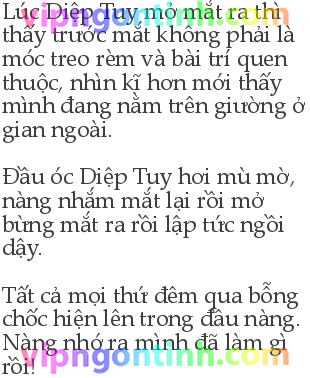 Lúc Diệp Tuy mở mắt ra thì
thấy trước mắt không phải là
móc treo rèm và bài trí quen
thuộc, nhìn kĩ hơn mới thấy
mình đang nằm trên giường ở
gian ngoài.
Đầu óc Diệp Tuy hơi mù mờ,
nàng nhắm mắt lại rồi mở
bừng mắt ra rồi lập tức ngồi
dậy.
Tất cả mọi thứ đêm qua bỗng
chốc hiện lên trong đầu nàng.
Nàng nhớ ra mình đã làm gì
rồi!
vipngontinh.com
vipngontinh.com
vipngontinh.com